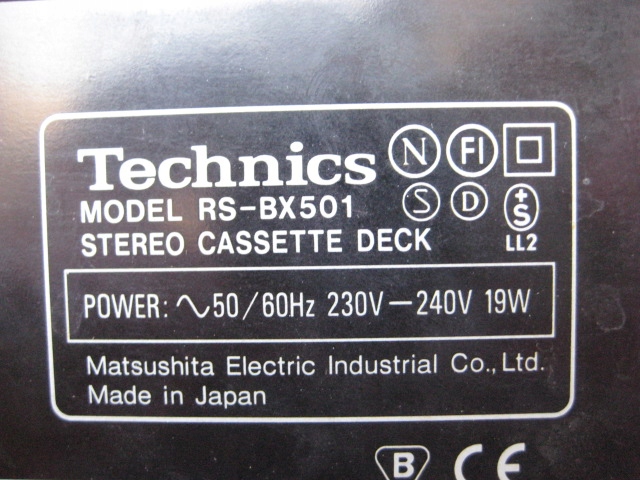 Technics N FI
MODEL RS-BX501 S D +S
STEREO CASSETTE DECK LL2
POWER: ∿50/60Hz 230V—240V 19W
Matsushita Electric Industrial Co., Ltd.
Made in Japan
B CE